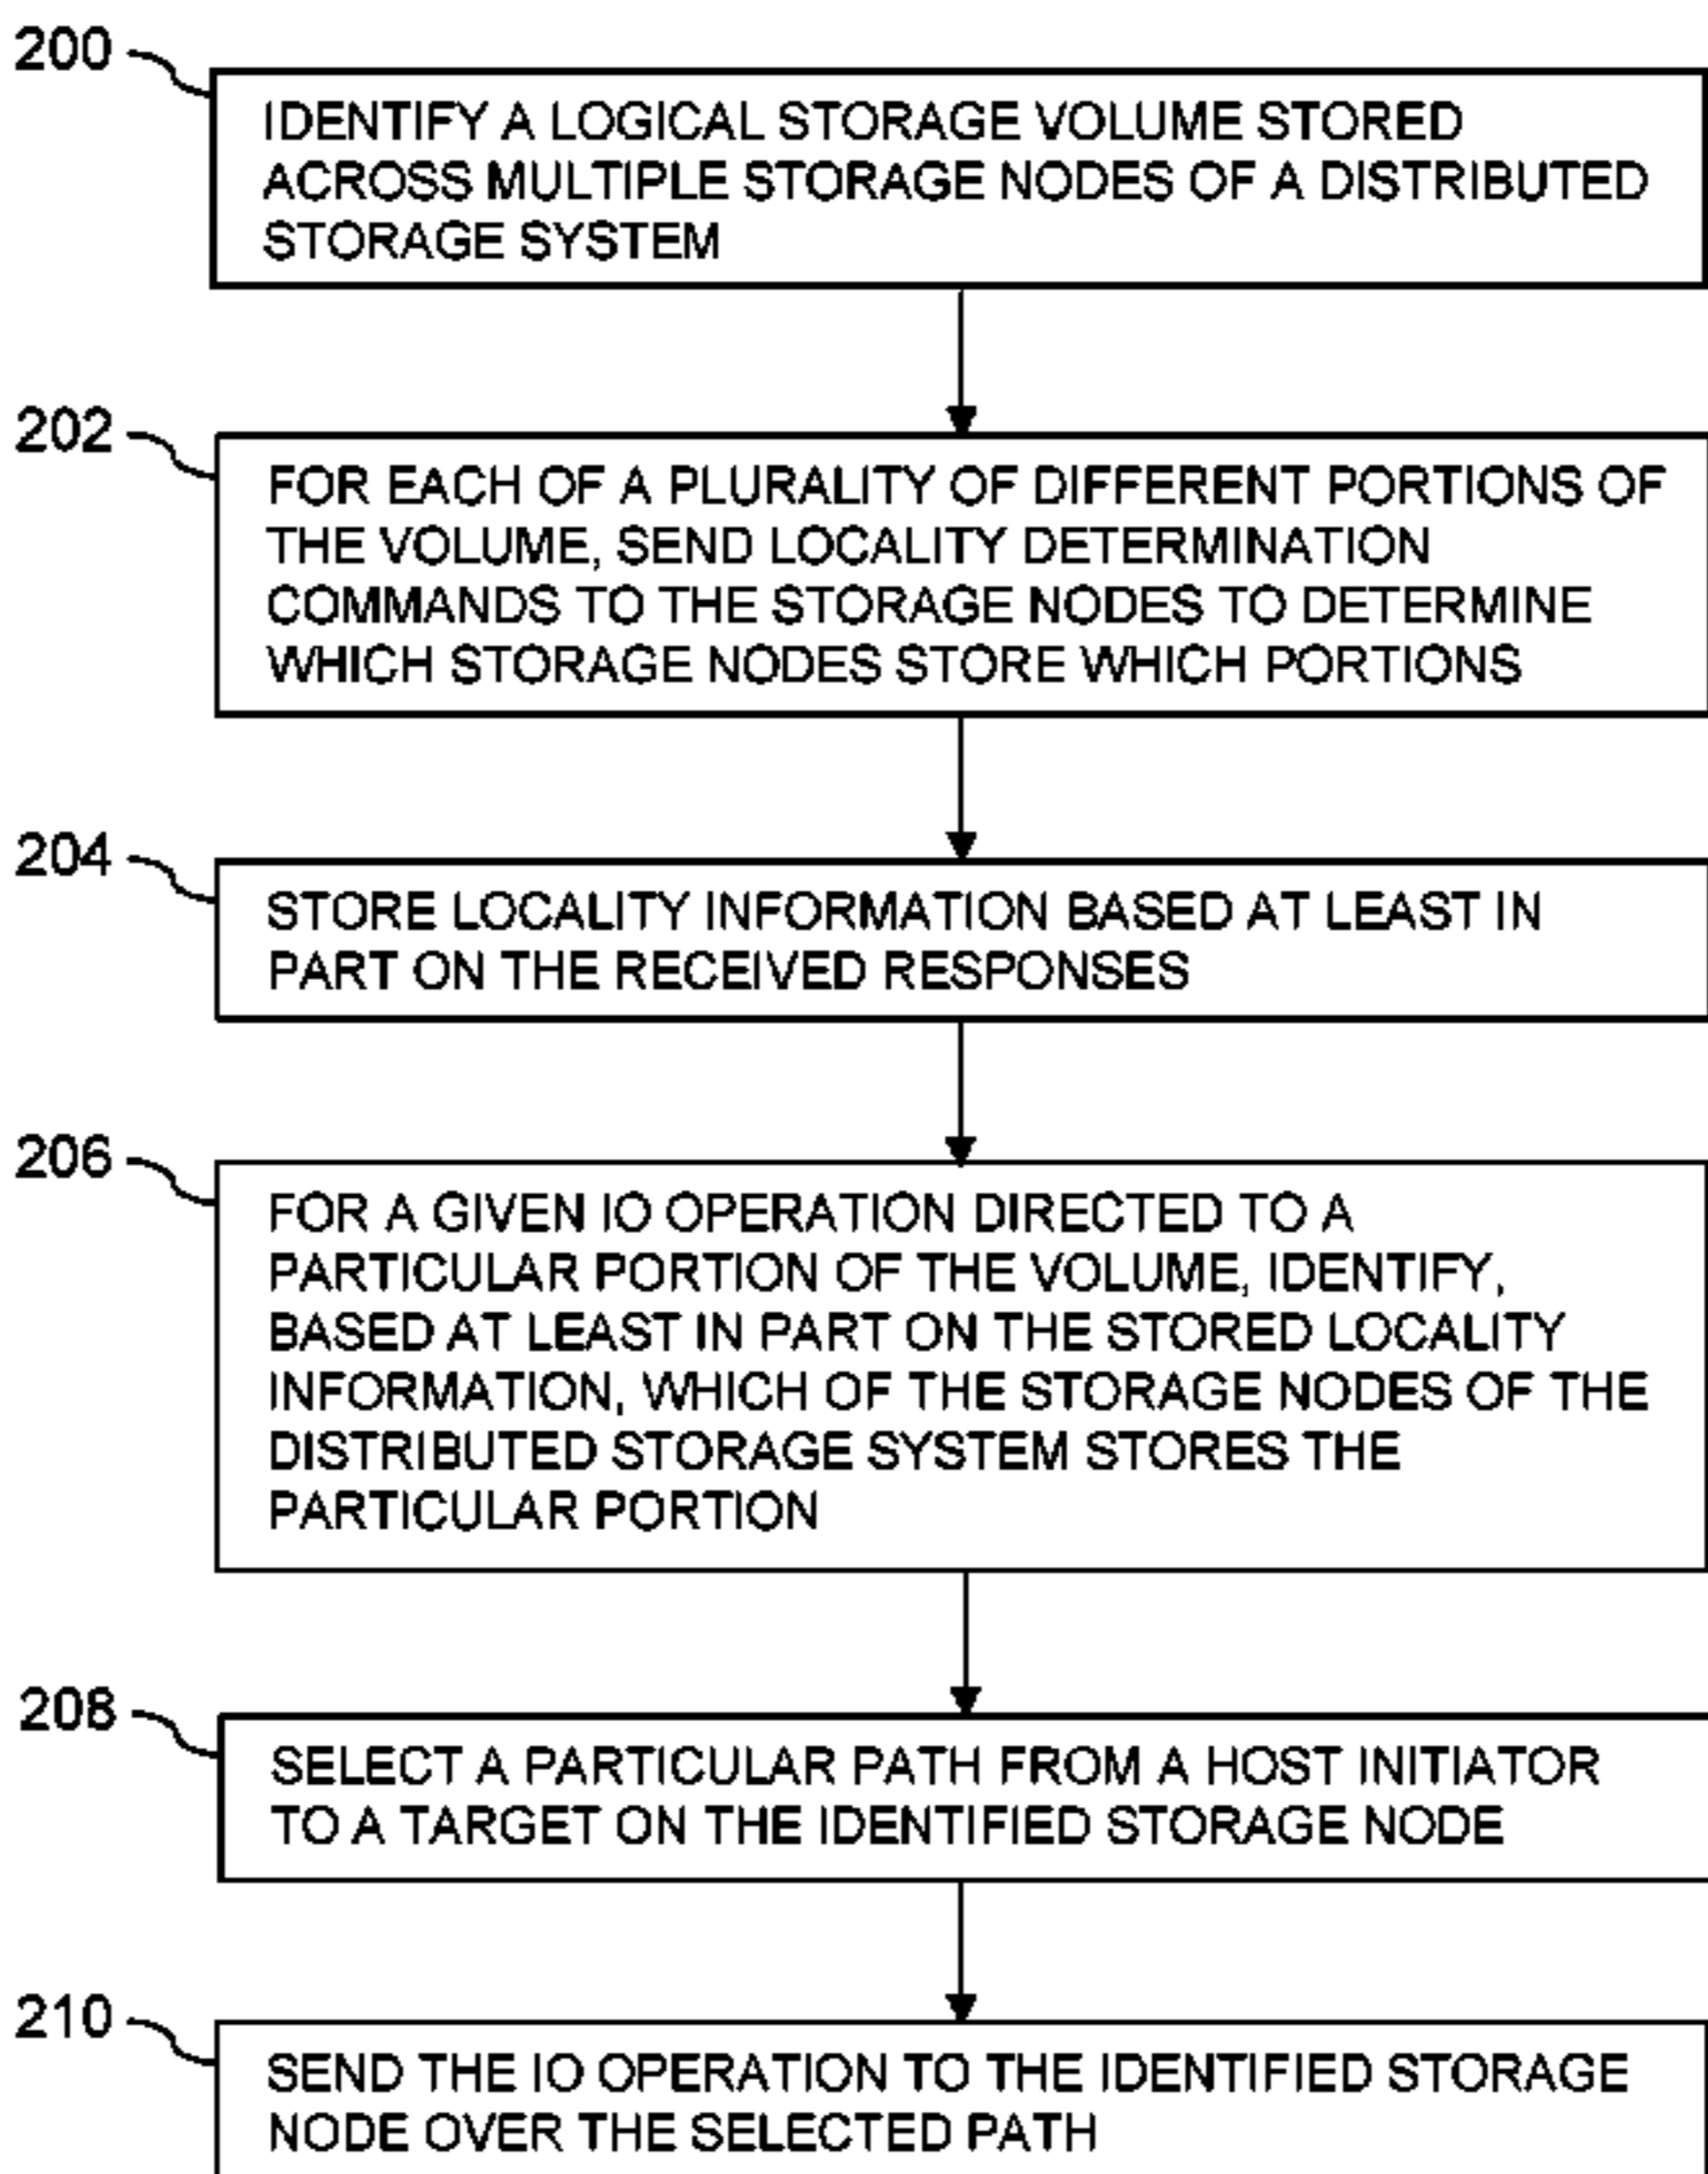 200
IDENTIFY A LOGICAL STORAGE VOLUME STORED
ACROSS MULTIPLE STORAGE NODES OF A DISTRIBUTED
STORAGE SYSTEM
202
FOR EACH OF A PLURALITY OF DIFFERENT PORTIONS OF
THE VOLUME, SEND LOCALITY DETERMINATION
COMMANDS TO THE STORAGE NODES TO DETERMINE
WHICH STORAGE NODES STORE WHICH PORTIONS
204
STORE LOCALITY INFORMATION BASED AT LEAST IN
PART ON THE RECEIVED RESPONSES
206
FOR A GIVEN IO OPERATION DIRECTED TO A
PARTICULAR PORTION OF THE VOLUME, IDENTIFY,
BASED AT LEAST IN PART ON THE STORED LOCALITY
INFORMATION, WHICH OF THE STORAGE NODES OF THE
DISTRIBUTED STORAGE SYSTEM STORES THE
PARTICULAR PORTION
208
SELECT A PARTICULAR PATH FROM A HOST INITIATOR
TO A TARGET ON THE IDENTIFIED STORAGE NODE
210
SEND THE IO OPERATION TO THE IDENTIFIED STORAGE
NODE OVER THE SELECTED PATH